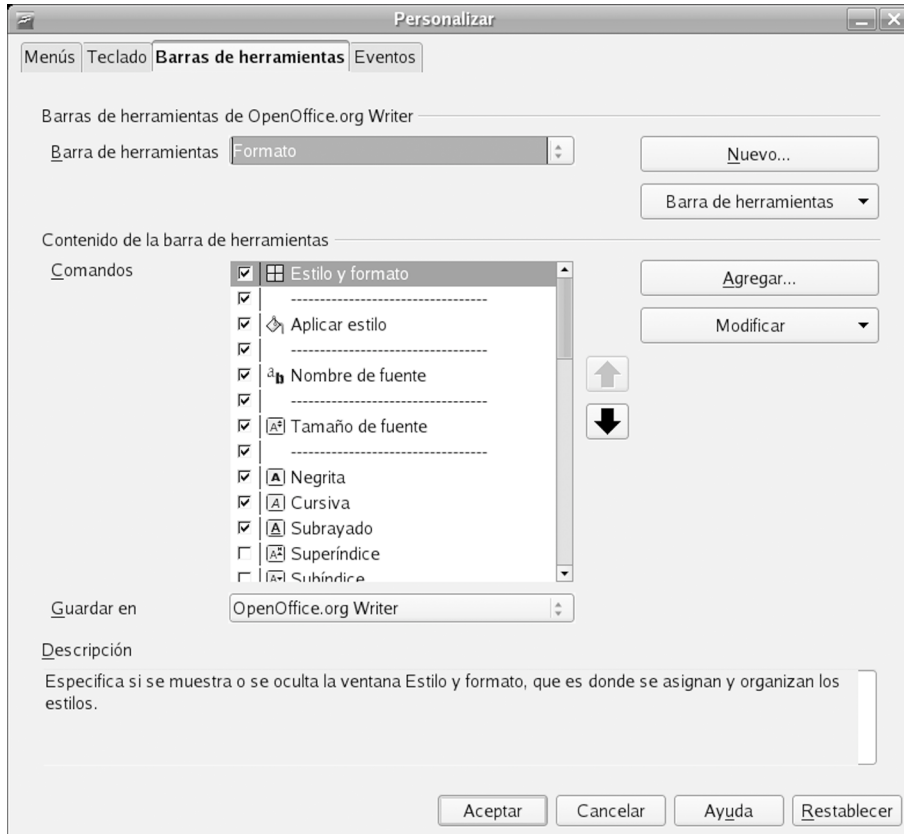 Personalizar
Menús Teclado Barras de herramientas Eventos
Barras de herramientas de OpenOffice.org Writer
Barra de herramientas Formato Nuevo...
Barra de herramientas
Contenido de la barra de herramientas
Comandos Estilo y formato Agregar...
---------------------------------
Aplicar estilo Modificar
---------------------------------
Nombre de fuente
---------------------------------
Tamaño de fuente
---------------------------------
Negrita
Cursiva
Subrayado
Superíndice
Subíndice
Guardar en OpenOffice.org Writer
Descripción
Especifica si se muestra o se oculta la ventana Estilo y formato, que es donde se asignan y organizan los
estilos.
Aceptar Cancelar Ayuda Restablecer